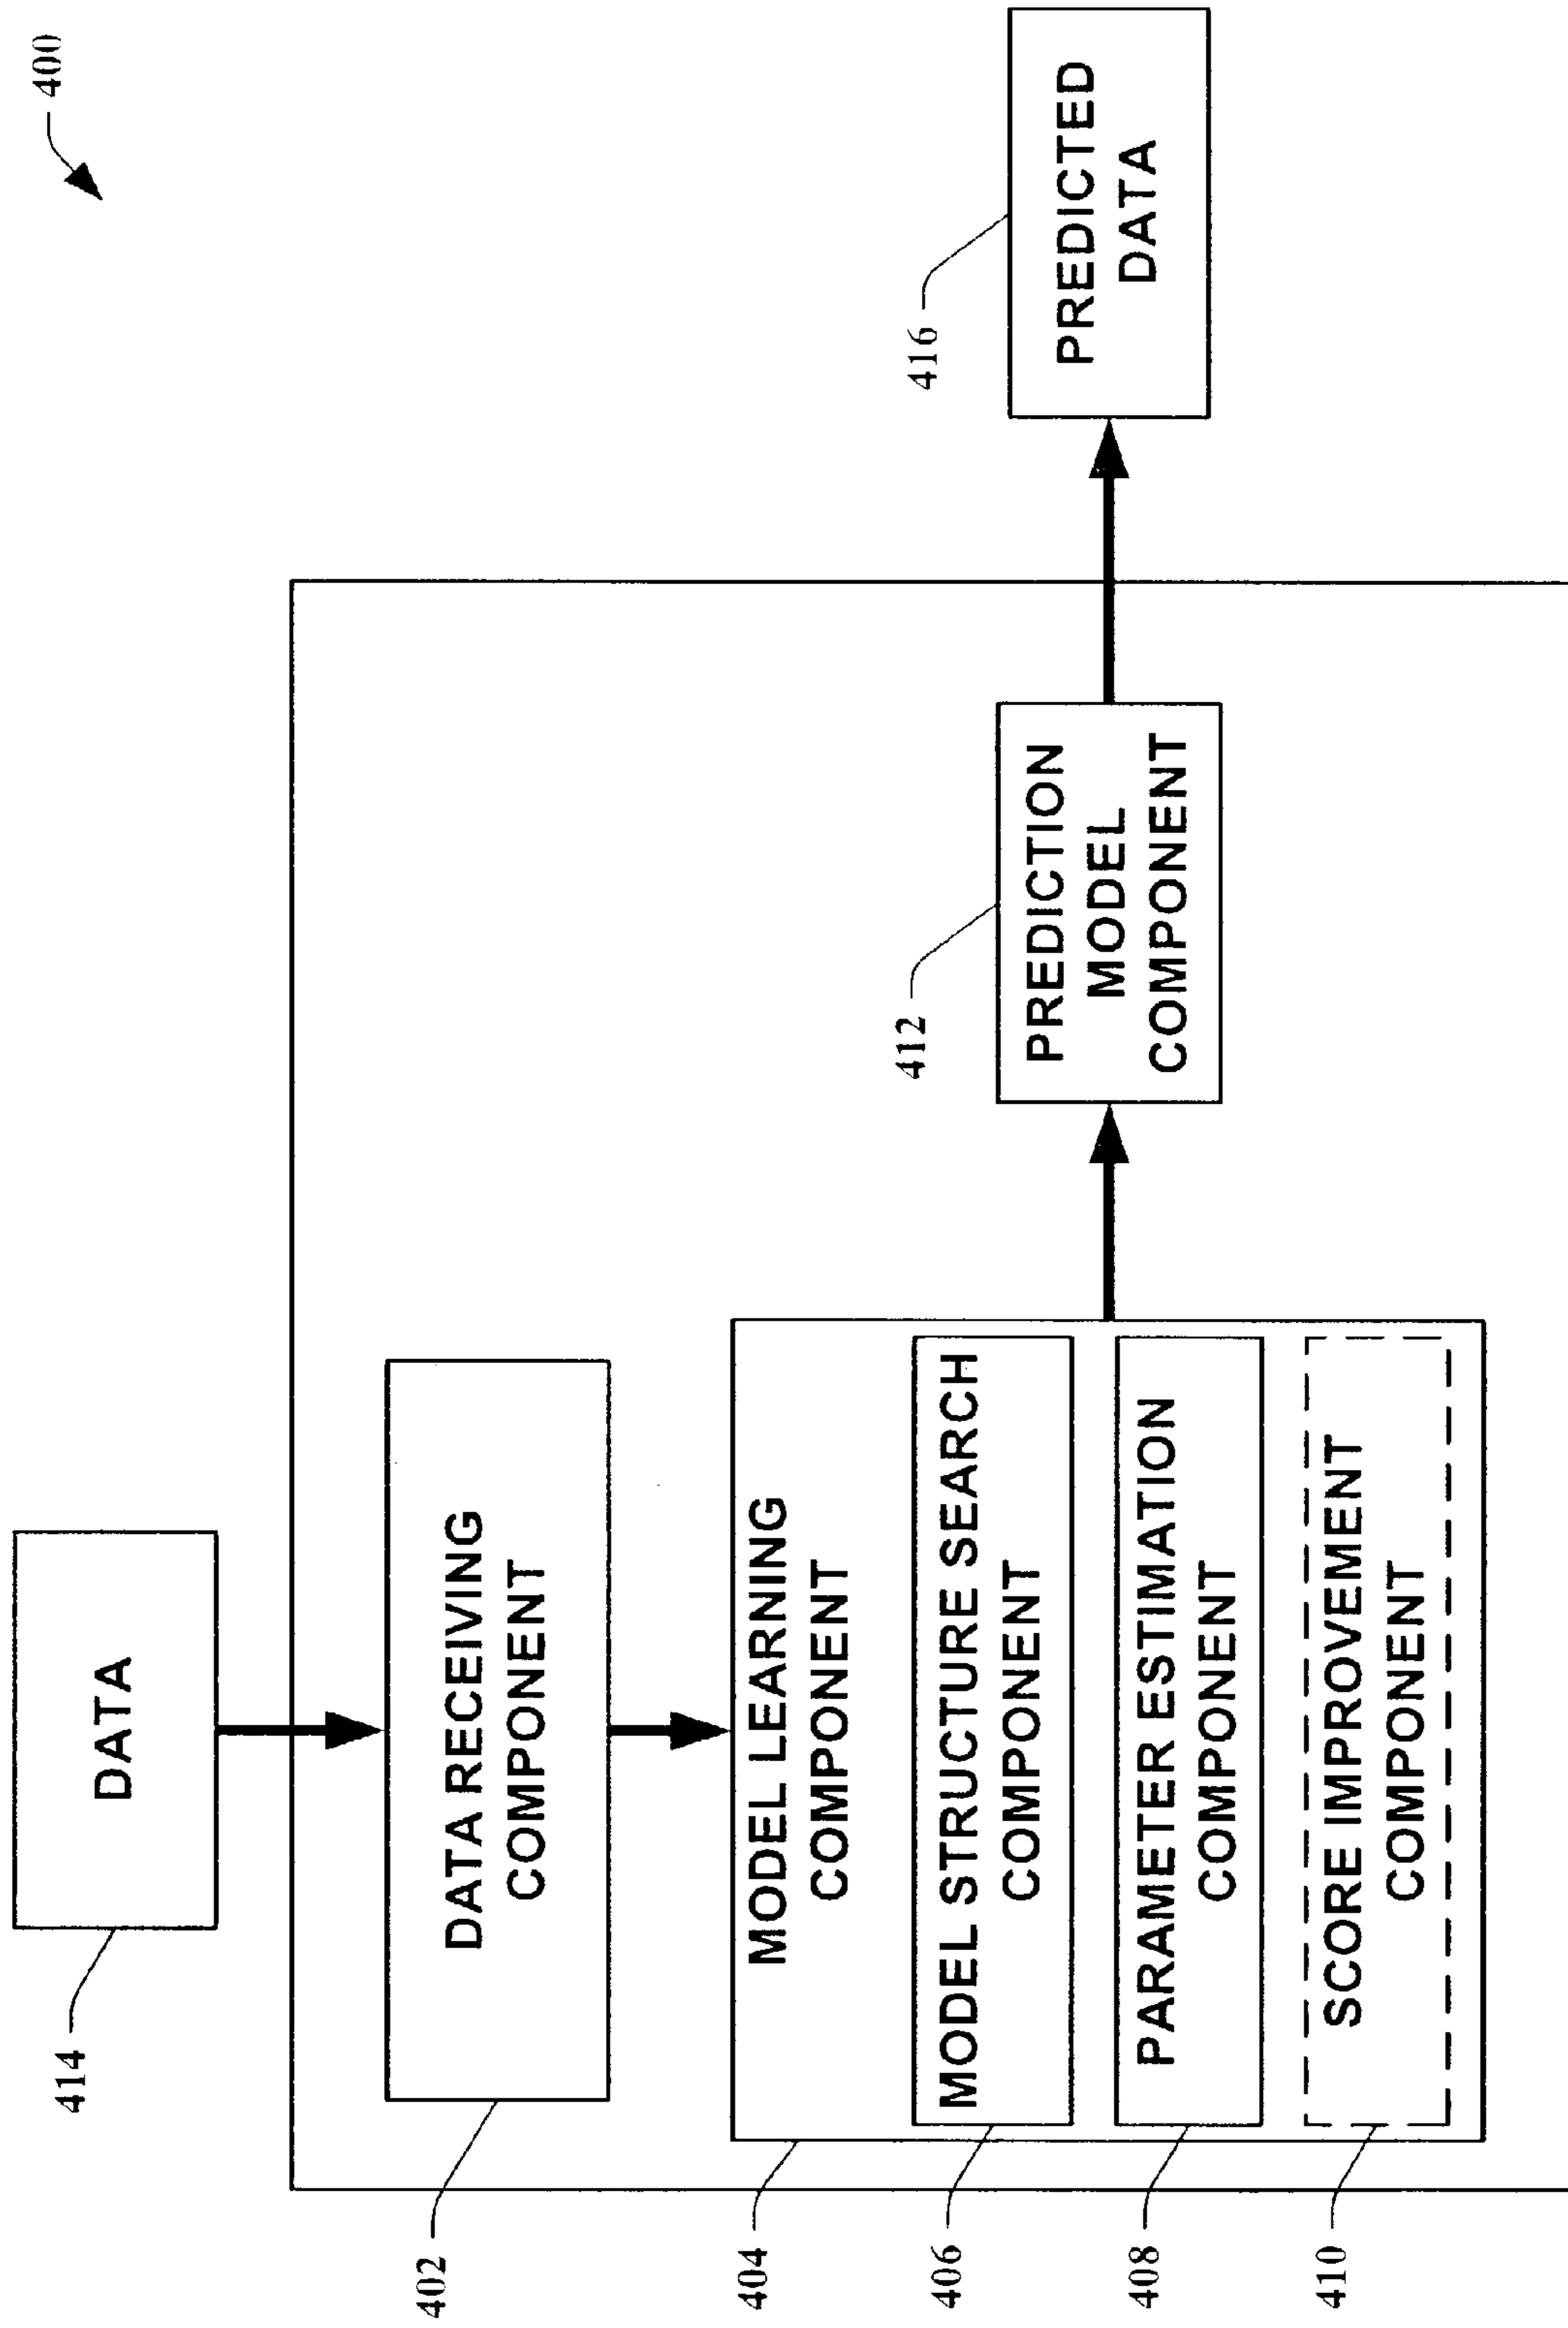 400
DATA
414
DATA RECEIVING
COMPONENT
402
MODEL LEARNING
COMPONENT
404
MODEL STRUCTURE SEARCH
COMPONENT
406
PARAMETER ESTIMATION
COMPONENT
408
SCORE IMPROVEMENT
COMPONENT
410
412
PREDICTION
MODEL
COMPONENT
416
PREDICTED
DATA